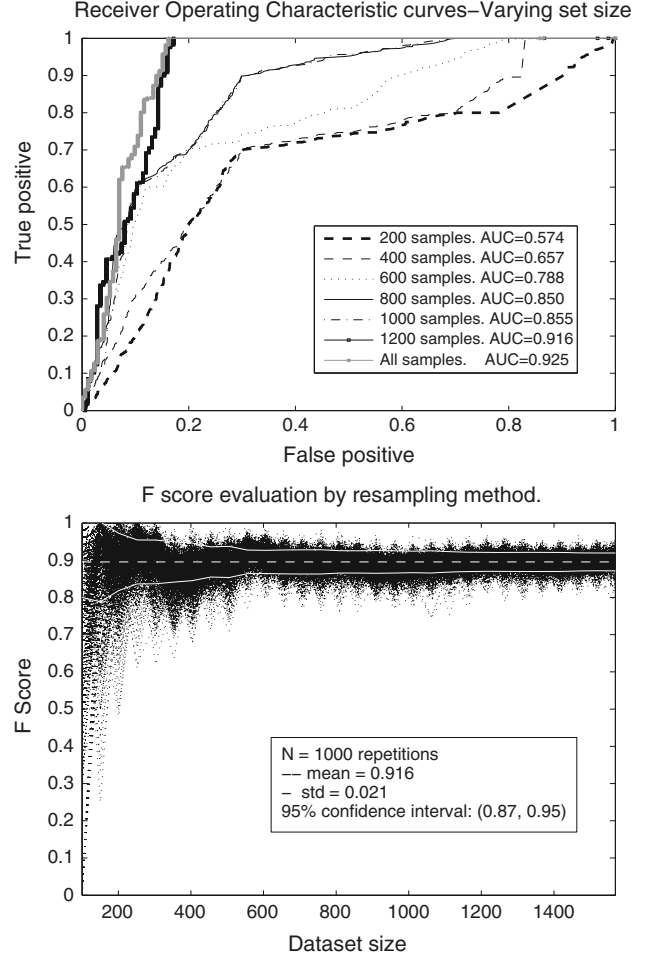 Receiver Operating Characteristic curves–Varying set size
1
0.9
0.8
0.7
0.6
0.5
0.4
0.3
0.2
0.1
0
True positive
200 samples. AUC=0.574
400 samples. AUC=0.657
600 samples. AUC=0.788
800 samples. AUC=0.850
1000 samples. AUC=0.855
1200 samples. AUC=0.916
All samples. AUC=0.925
0 0.2 0.4 0.6 0.8 1
False positive
F score evaluation by resampling method.
1
0.9
0.8
0.7
0.6
0.5
0.4
0.3
0.2
0.1
0
F Score
N = 1000 repetitions
–– mean = 0.916
– std = 0.021
95% confidence interval: (0.87, 0.95)
200 400 600 800 1000 1200 1400
Dataset size